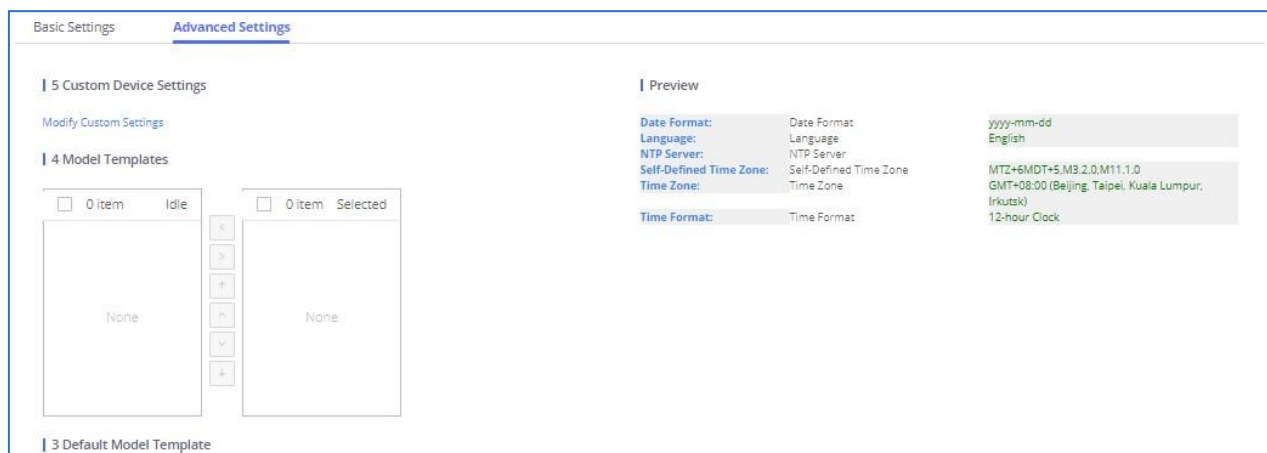 Basic Settings Advanced Settings
5 Custom Device Settings
Modify Custom Settings
4 Model Templates
0 item Idle
0 item Selected
None
None
3 Default Model Template
Preview
Date Format: Date Format yyyy-mm-dd
Language: Language English
NTP Server: NTP Server
Self-Defined Time Zone: Self-Defined Time Zone MTZ+6MDT+5,M3.2.0,M11.1.0
Time Zone: Time Zone GMT+08:00 (Beijing, Taipei, Kuala Lumpur,
Irkutsk)
Time Format: Time Format 12-hour Clock